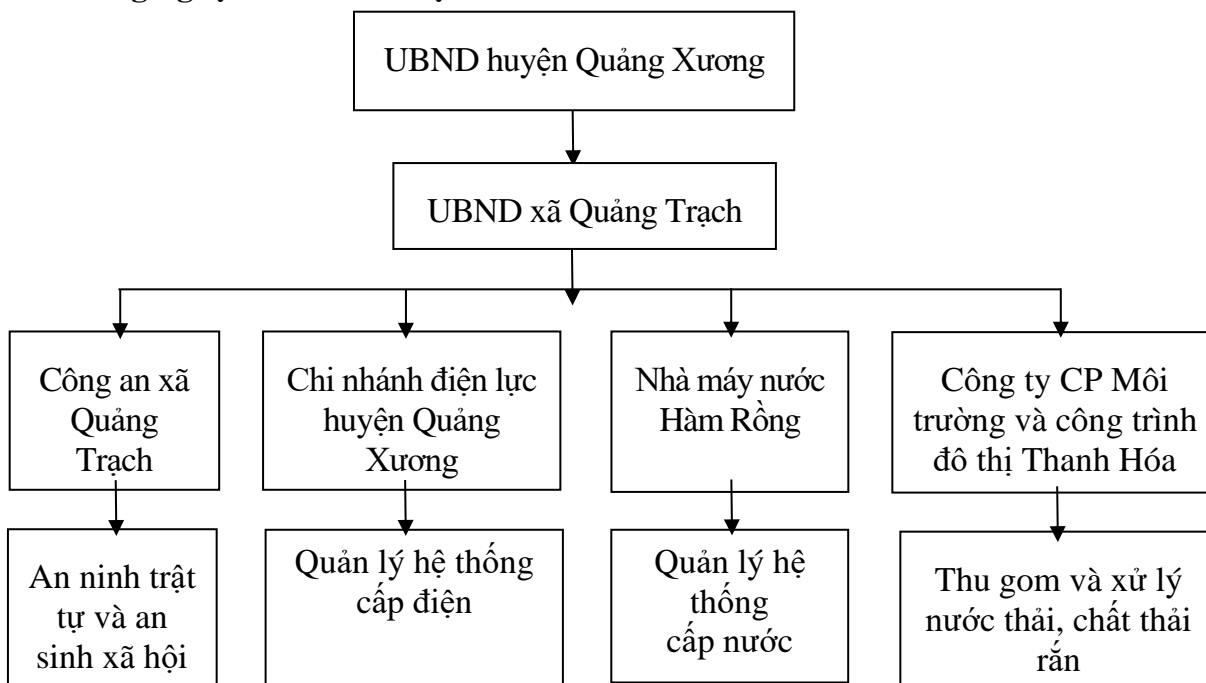 UBND huyện Quảng Xương
UBND xã Quảng Trạch
Công an xã
Quảng
Trạch
Chi nhánh điện lực
huyện Quảng
Xương
Nhà máy nước
Hàm Rồng
Công ty CP Môi
trường và công trình
đô thị Thanh Hóa
An ninh trật
tự và an
sinh xã hội
Quản lý hệ thống
cấp điện
Quản lý hệ
thống
cấp nước
Thu gom và xử lý
nước thải, chất thải
rắn